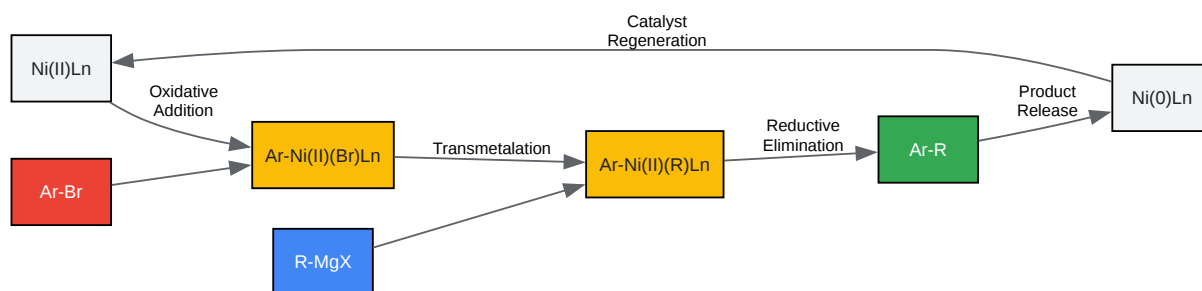 Catalyst
Regeneration
Ni(II)Ln
Oxidative
Addition
Ar-Br
Ar-Ni(II)(Br)Ln
Transmetalation
R-MgX
Ar-Ni(II)(R)Ln
Reductive
Elimination
Ar-R
Product
Release
Ni(0)Ln